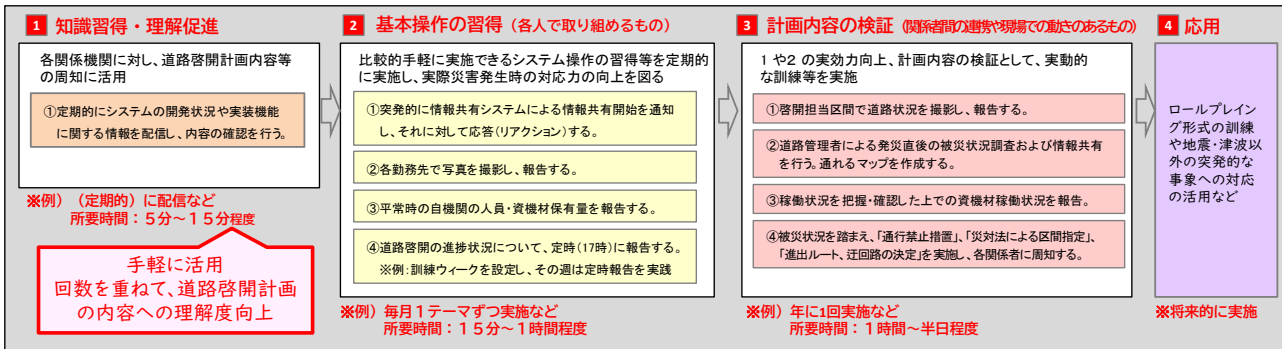 1 知識習得・理解促進
各関係機関に対し、道路啓開計画内容等
の周知に活用
①定期的にシステムの開発状況や実装機能
に関する情報を配信し、内容の確認を行う。
※例）（定期的）に配信など
所要時間：５分～１５分程度
手軽に活用
回数を重ねて、道路啓開計画
の内容への理解度向上
2 基本操作の習得（各人で取り組めるもの）
比較的手軽に実施できるシステム操作の習得等を定期的
に実施し、実際災害発生時の対応力の向上を図る
①突発的に情報共有システムによる情報共有開始を通知
し、それに対して応答（リアクション）する。
②各勤務先で写真を撮影し、報告する。
③平常時の自機関の人員・資機材保有量を報告する。
④道路啓開の進捗状況について、定時（17時）に報告する。
※例：訓練ウィークを設定し、その週は定時報告を実践
※例）毎月１テーマずつ実施など
所要時間：１５分～１時間程度
3 計画内容の検証（関係者間の連携や現場での動きのあるもの）
１や２の実効力向上、計画内容の検証として、実動的
な訓練等を実施
①啓開担当区間で道路状況を撮影し、報告する。
②道路管理者による発災直後の被災状況調査および情報共有
を行う。通れるマップを作成する。
③稼働状況を把握・確認した上での資機材稼働状況を報告。
④被災状況を踏まえ、「通行禁止措置」、「災対法による区間指定」、
「進出ルート、迂回路の決定」を実施し、各関係者に周知する。
※例）年に1回実施など
所要時間：１時間～半日程度
4 応用
ロールプレイン
グ形式の訓練
や地震・津波以
外の突発的な
事象への対応
の活用など
※将来的に実施